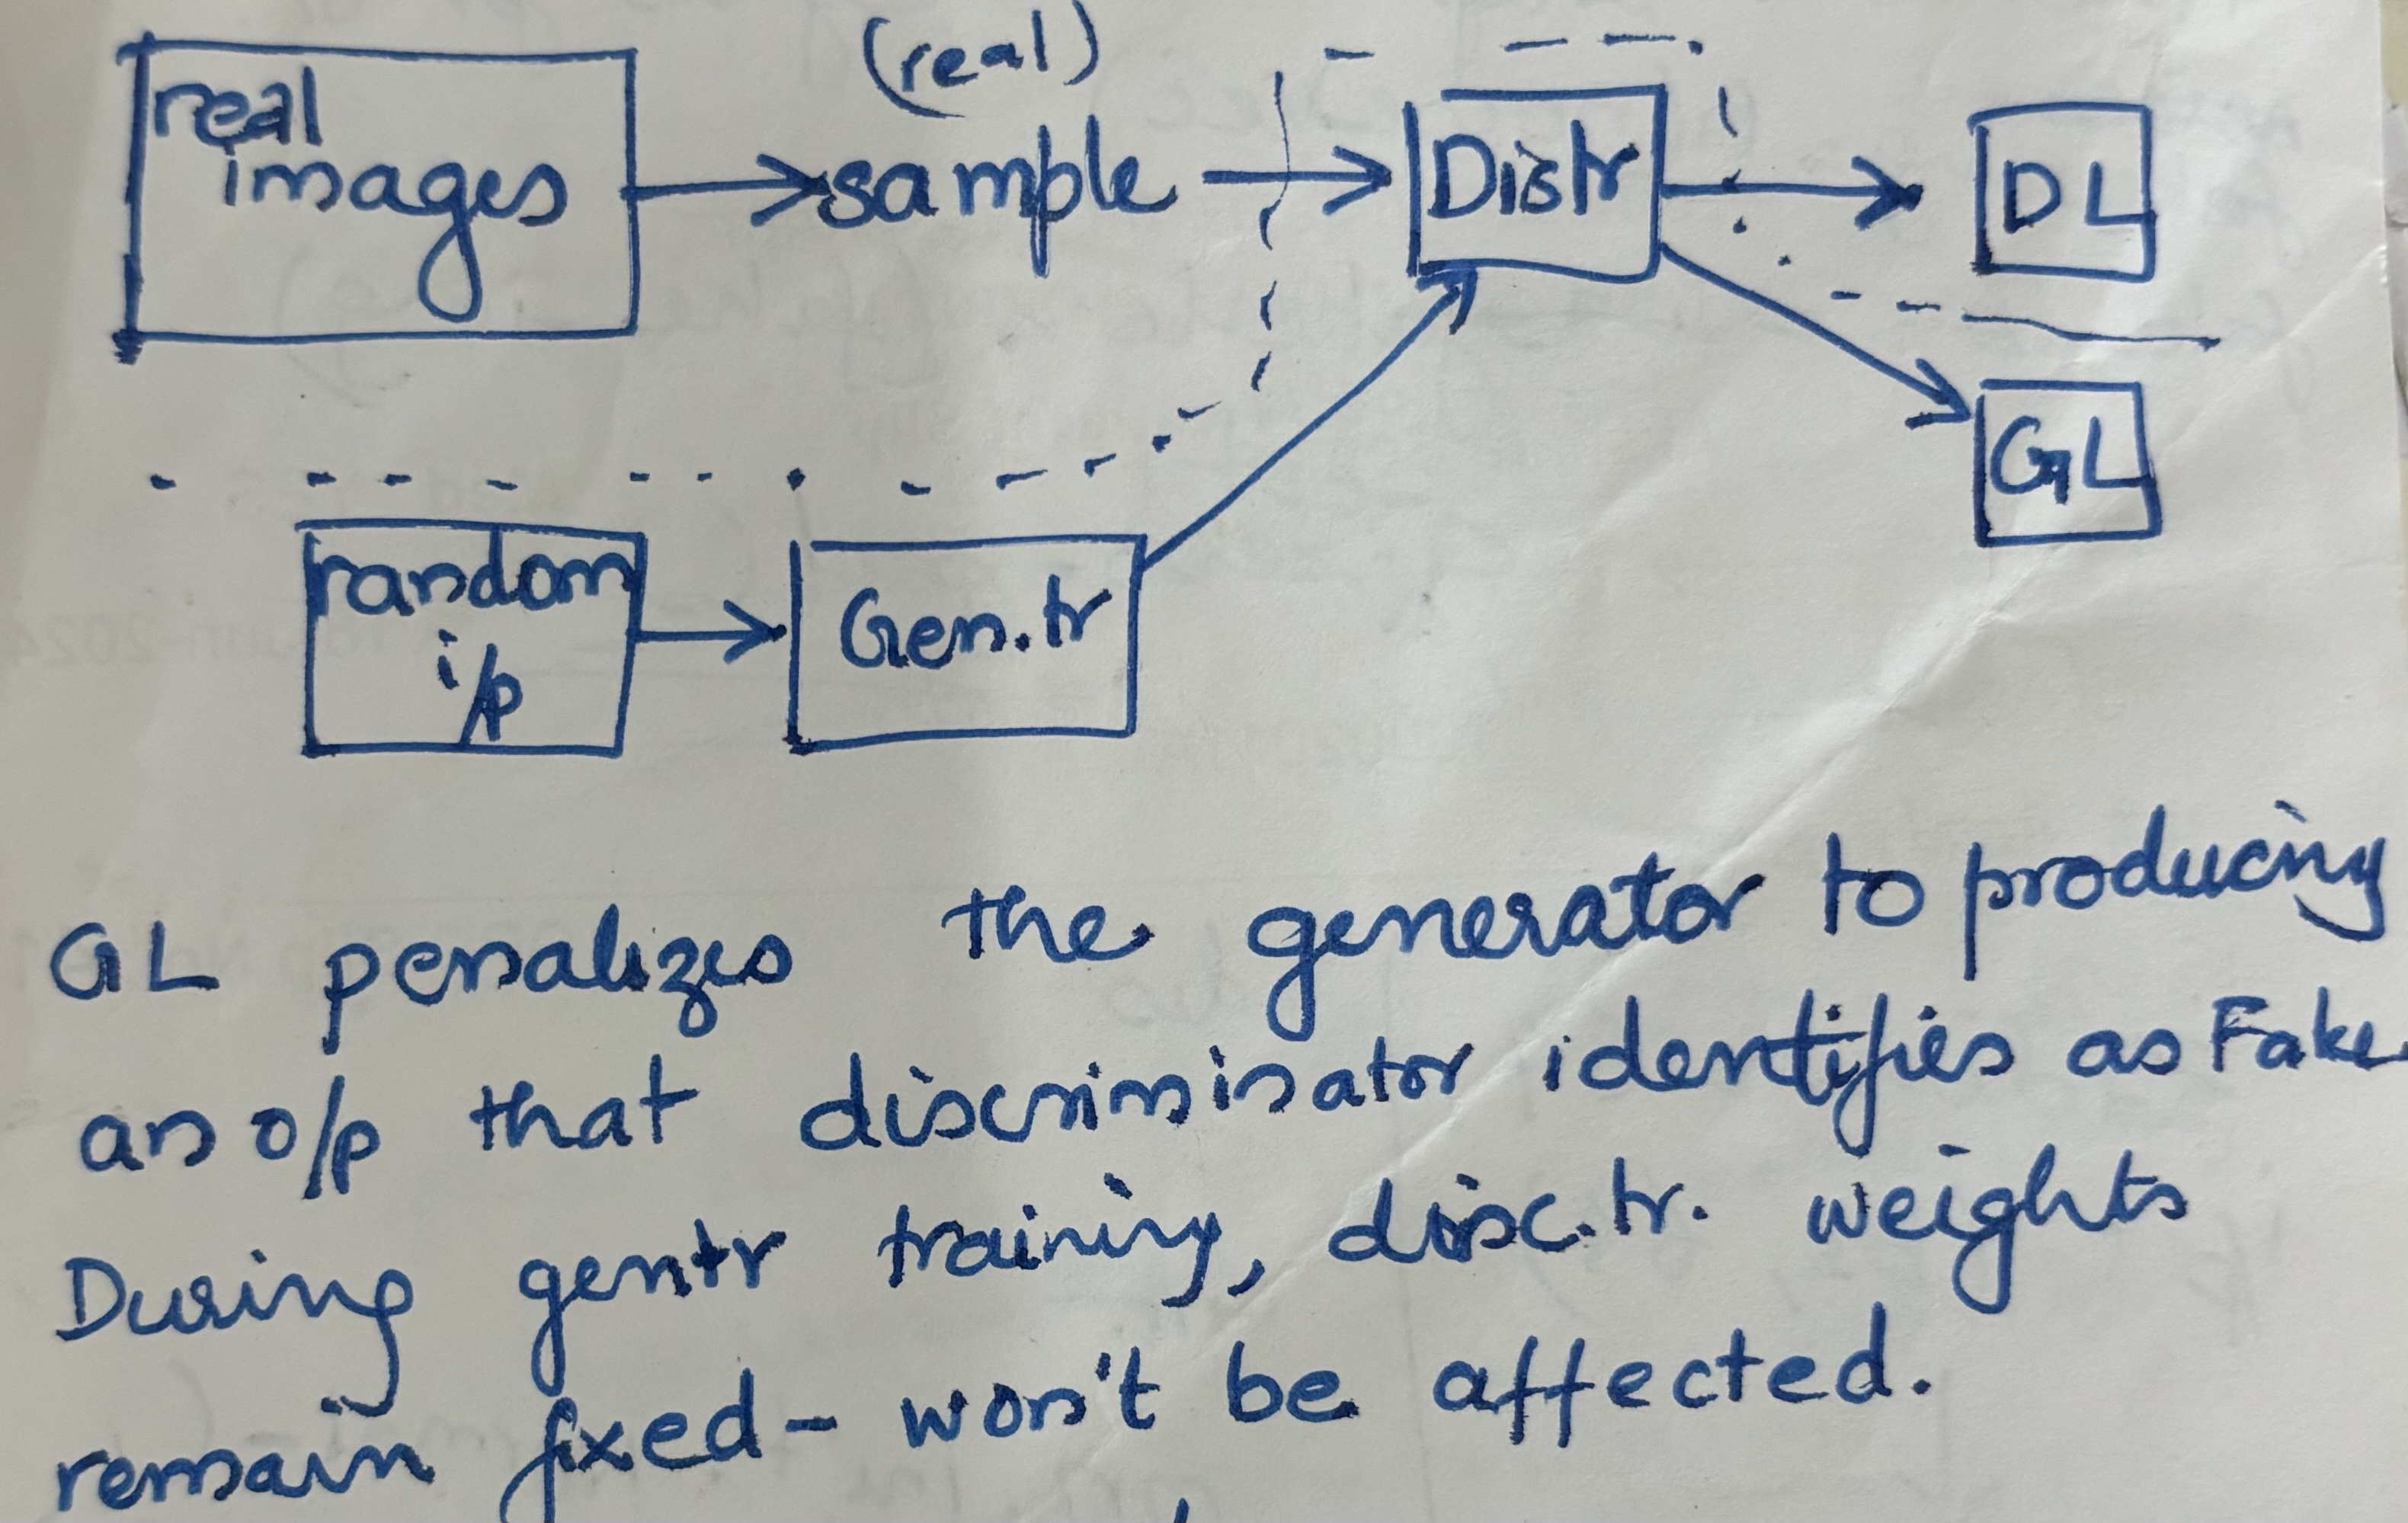 (real)
real
images
sample
Distr
DL
GL
random
i/p
Gen.tr
GL penalizes the generator to producing
an o/p that discriminator identifies as Fake
During gentr training, disc.tr. weights
remain fixed - won't be affected.